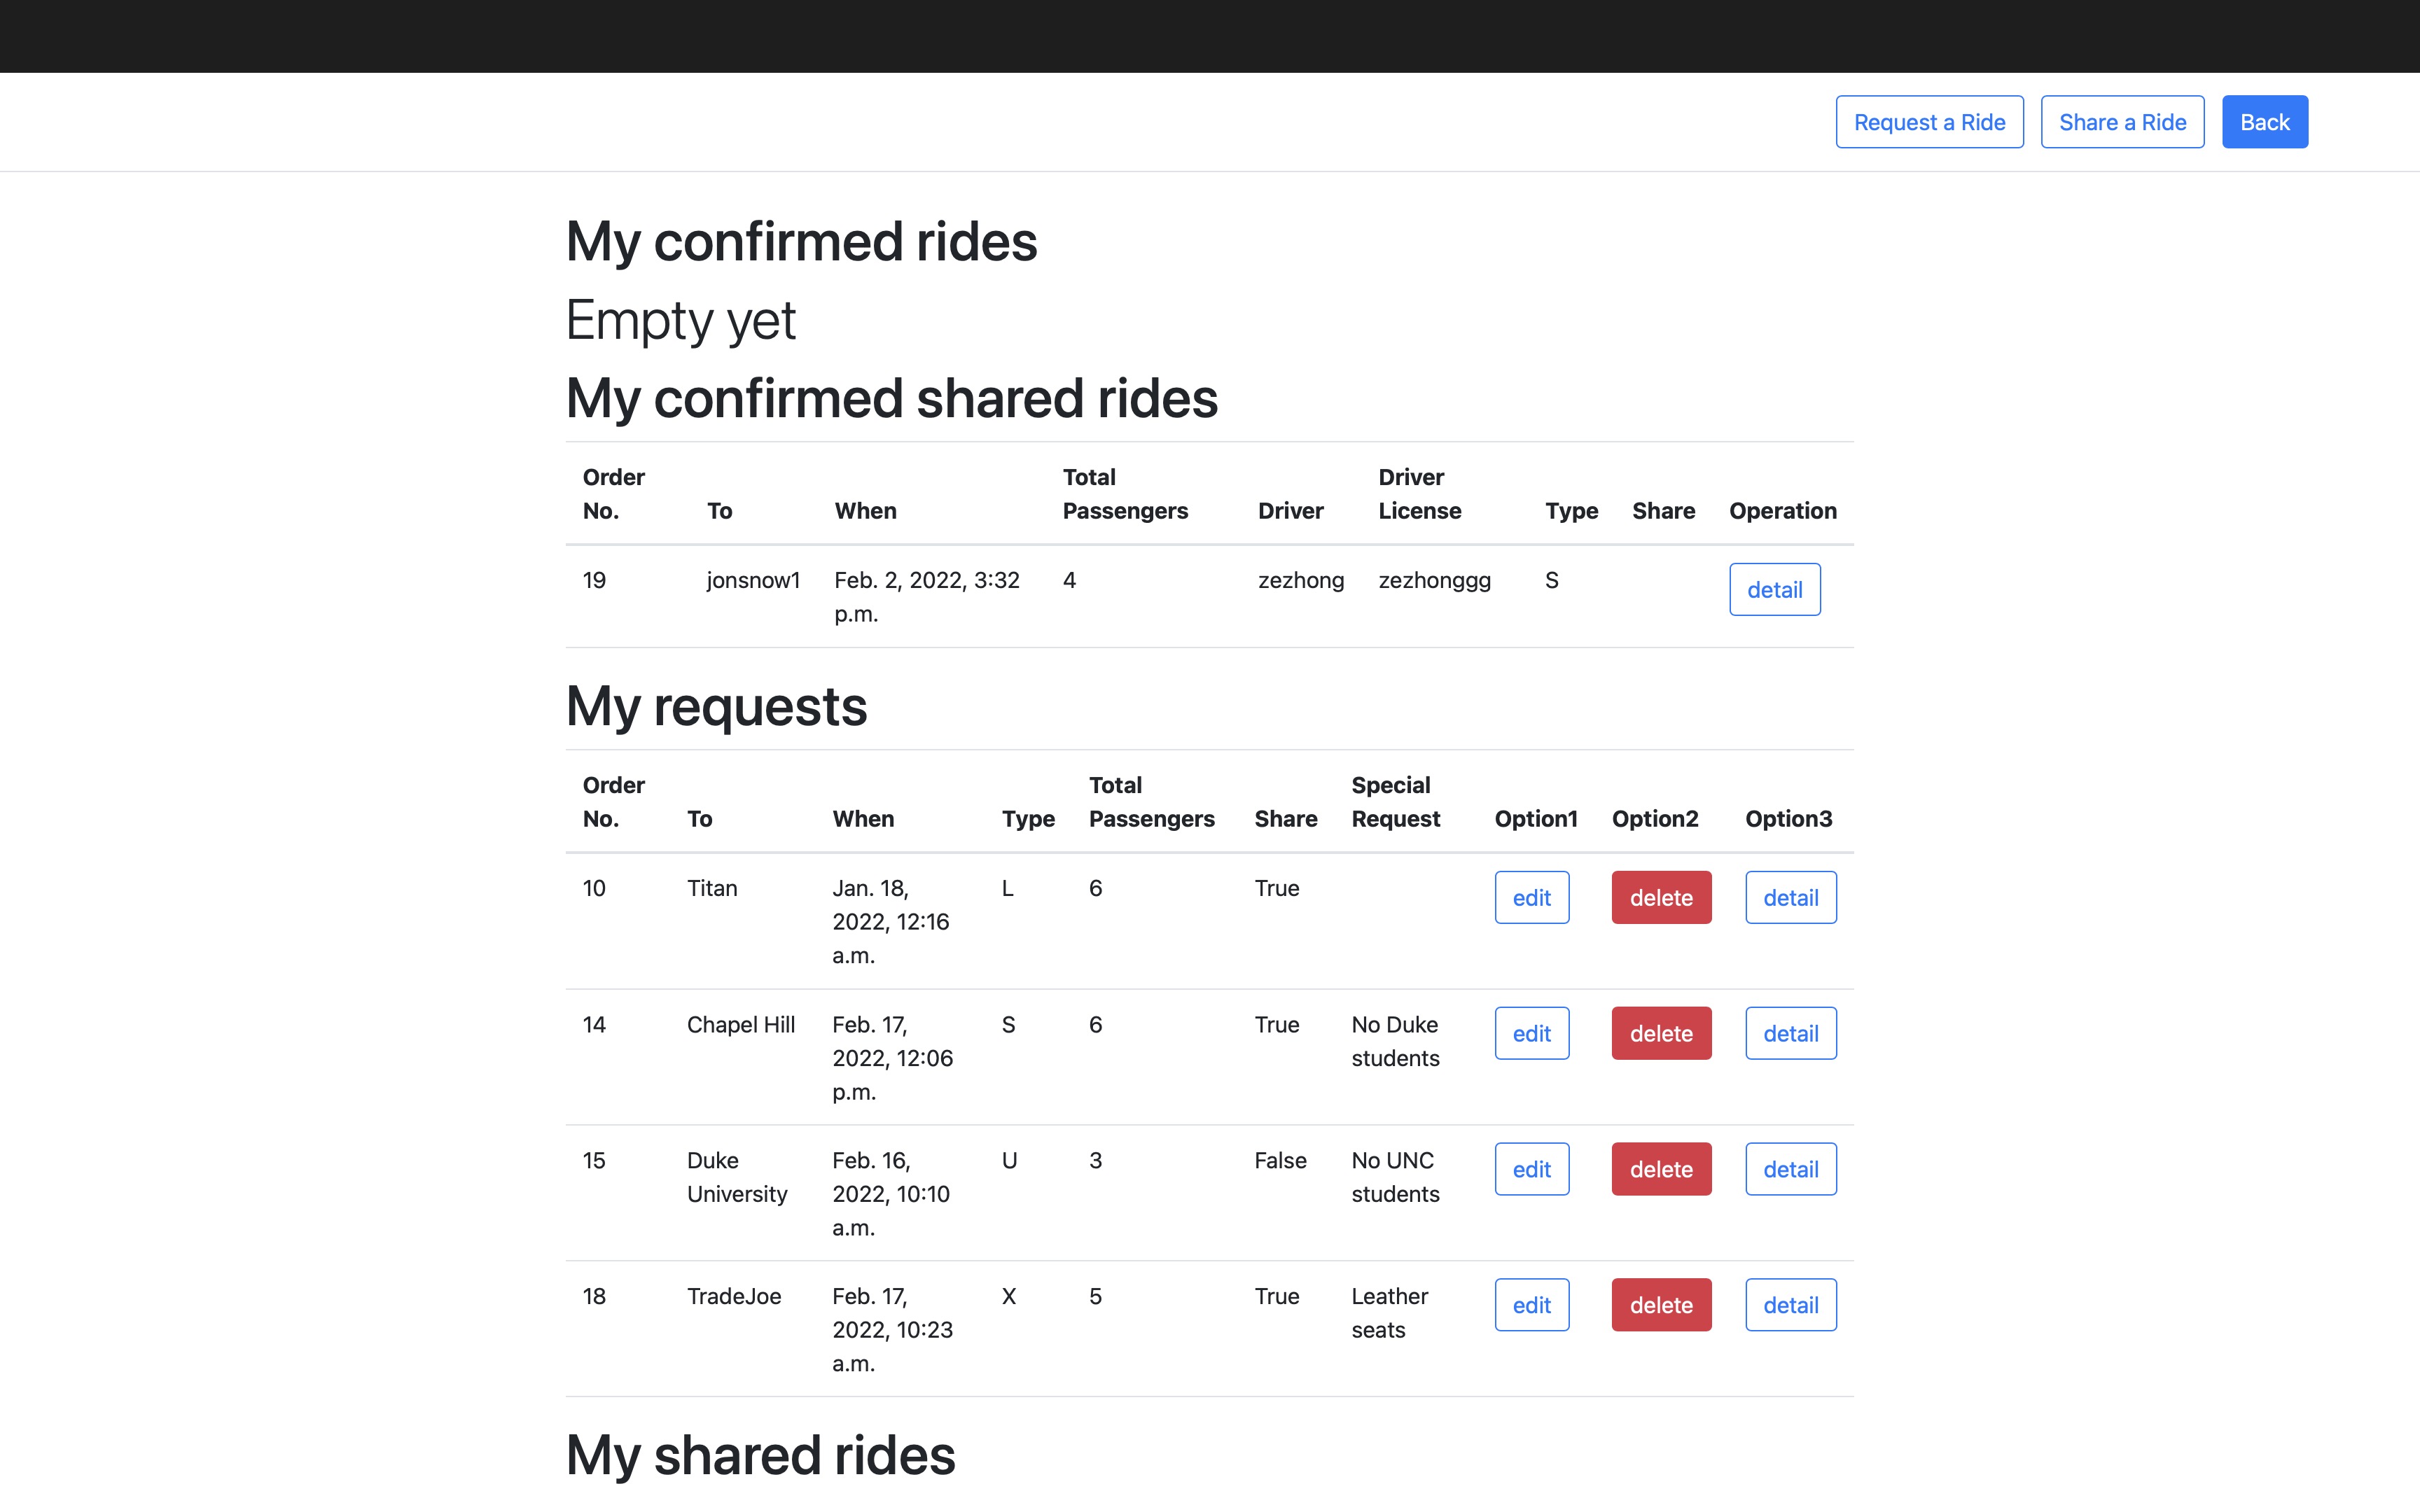 Request a Ride Share a Ride Back
My confirmed rides
Empty yet
My confirmed shared rides
Order No. To When Total Passengers Driver Driver License Type Share Operation
19 jonsnow1 Feb. 2, 2022, 3:32 p.m. 4 zezhong zezhonggg S detail
My requests
Order No. To When Type Total Passengers Share Special Request Option1 Option2 Option3
10 Titan Jan. 18, 2022, 12:16 a.m. L 6 True edit delete detail
14 Chapel Hill Feb. 17, 2022, 12:06 p.m. S 6 True No Duke students edit delete detail
15 Duke University Feb. 16, 2022, 10:10 a.m. U 3 False No UNC students edit delete detail
18 TradeJoe Feb. 17, 2022, 10:23 a.m. X 5 True Leather seats edit delete detail
My shared rides